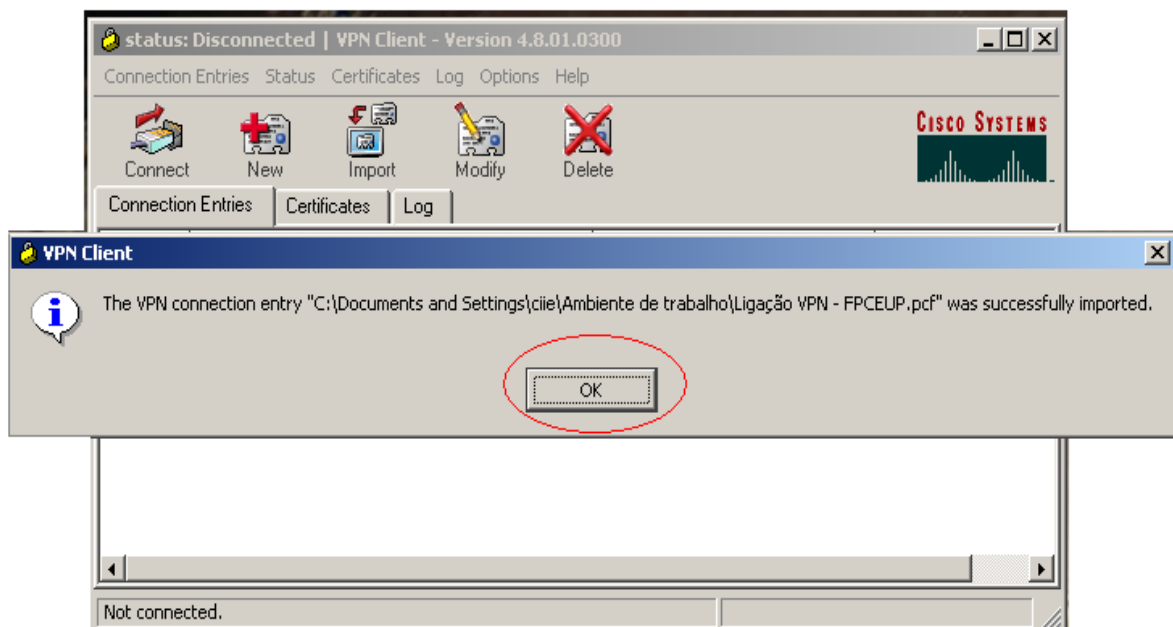 status: Disconnected | VPN Client - Version 4.8.01.0300
Connection Entries Status Certificates Log Options Help
CISCO SYSTEMS
Connect New Import Modify Delete
Connection Entries Certificates Log
VPN Client
The VPN connection entry "C:\Documents and Settings\ciie\Ambiente de trabalho\Ligação VPN - FPCEUP.pcf" was successfully imported.
OK
Not connected.